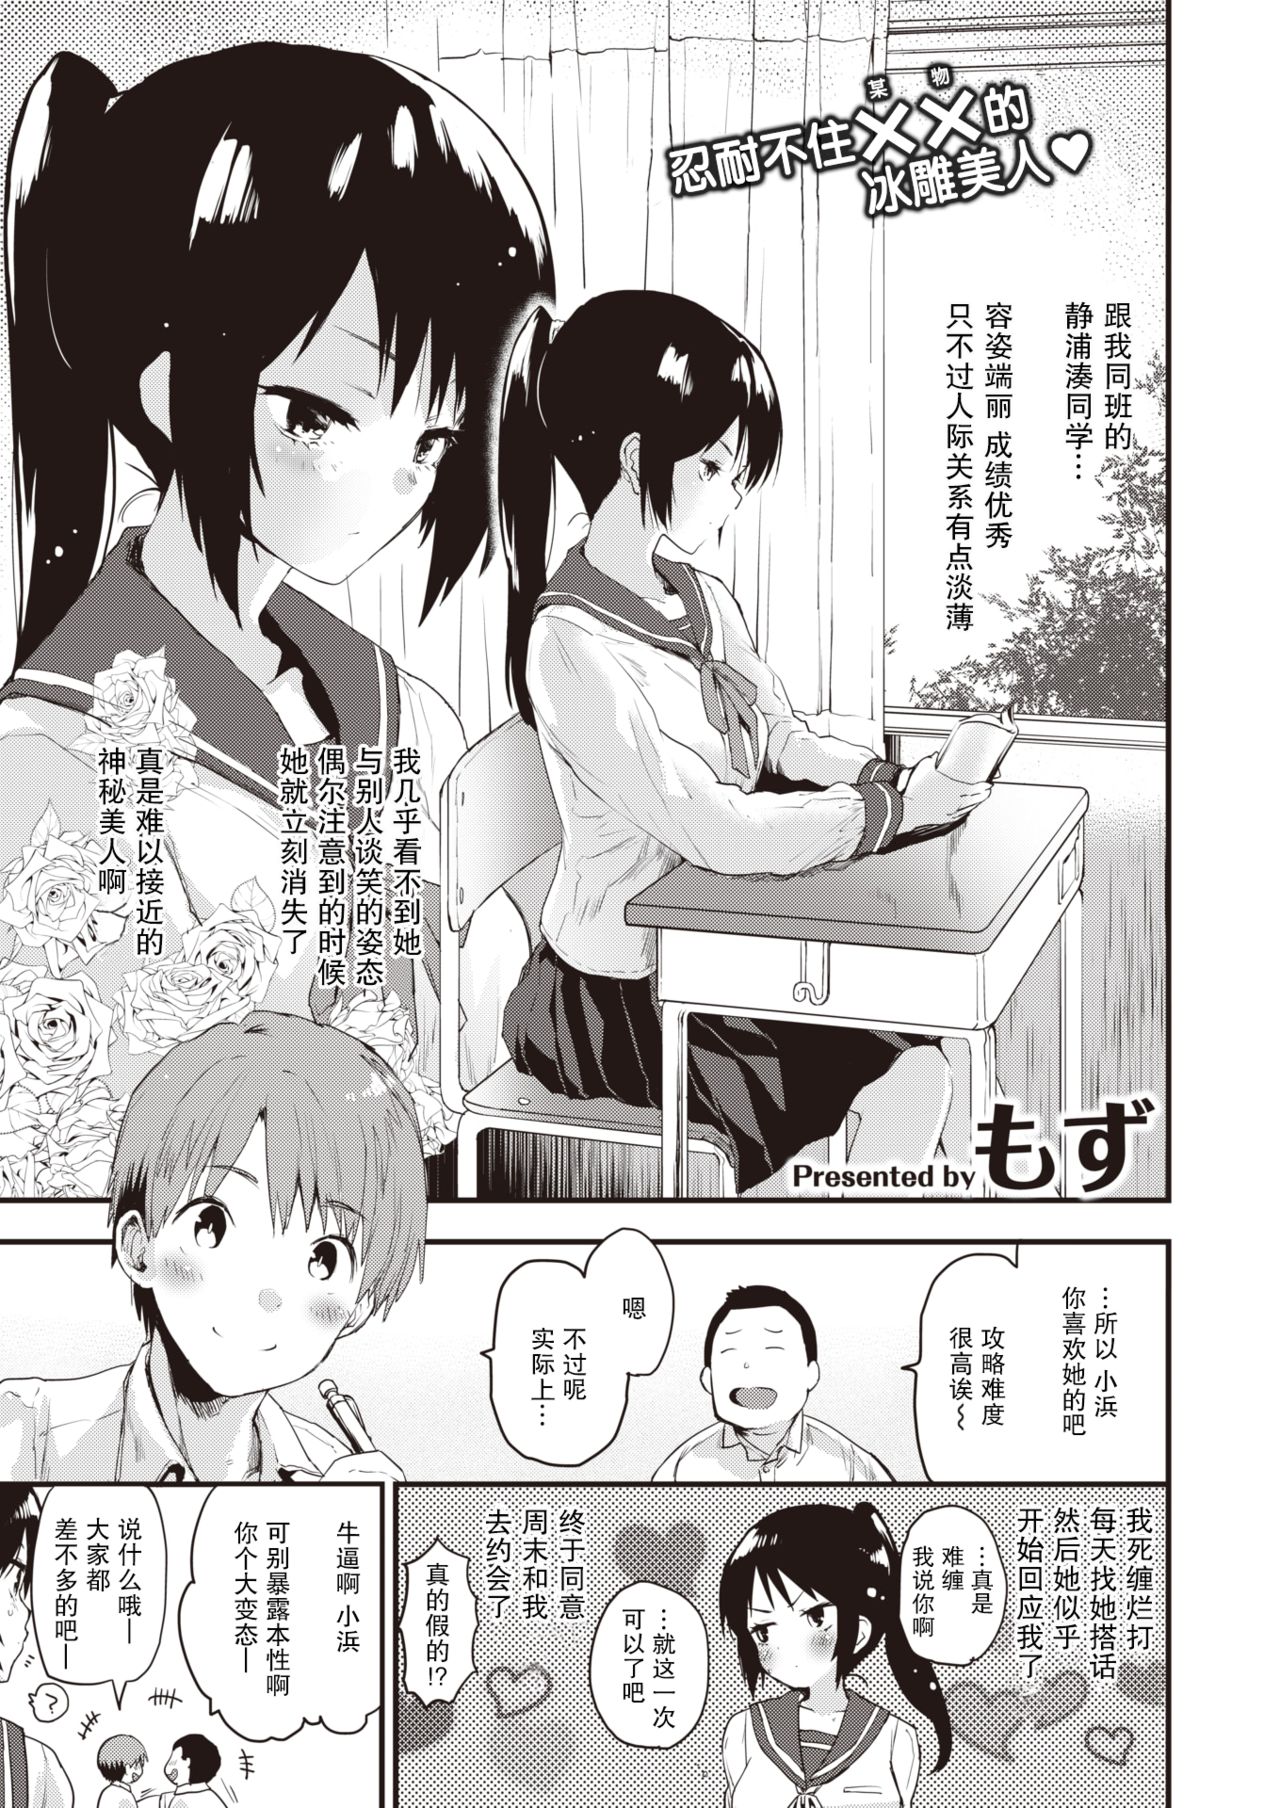 某物
忍耐不住××的
冰雕美人♥
跟我同班的
静浦湊同学…
容姿端丽 成绩优秀
只不过人际关系有点淡薄
我几乎看不到她
与别人谈笑的姿态
偶尔注意到的时候
她就立刻消失了
真是难以接近的
神秘美人啊
Presented by もず
…所以 小浜
你喜欢她的吧
攻略难度
很高诶～
嗯
不过呢
实际上…
我死缠烂打
每天找她搭话
然后她似乎
开始回应我了
…真是
难缠
我说你啊
…就这一次
可以了吧
终于同意
周末和我
去约会了
真的假的!?
牛逼啊 小浜
可别暴露本性啊
你个大变态—
说什么哦—
大家都
差不多的吧—
?